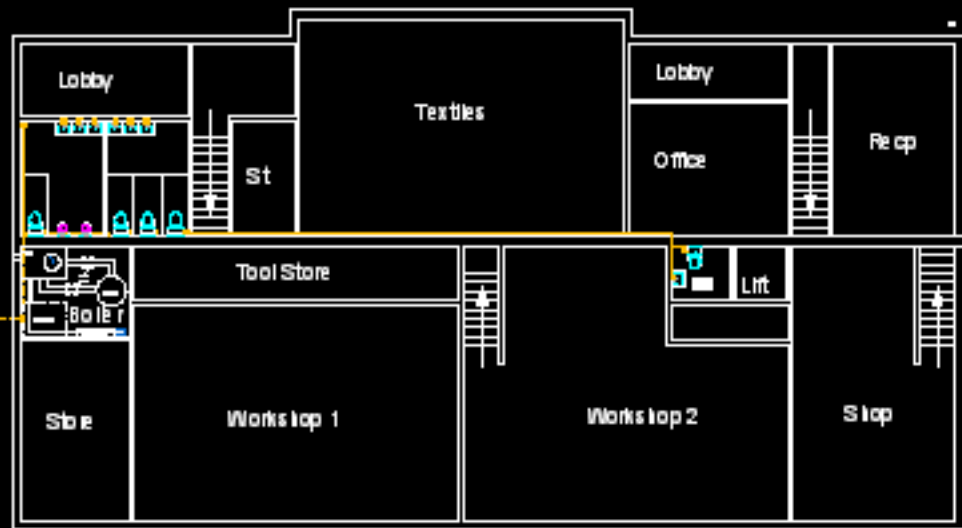 Lobby
Textiles
Lobby
Recp
Office
St
Tool Store
Lift
Boiler
Store
Workshop 1
Workshop 2
Shop